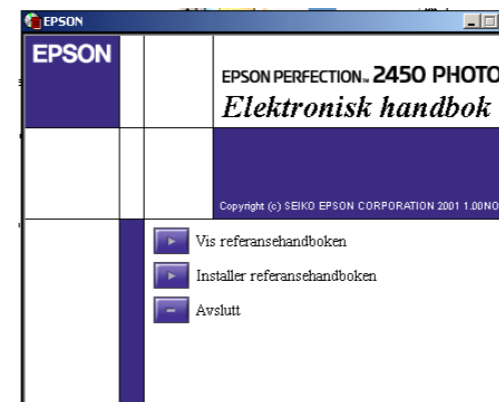 EPSON
EPSON
EPSON PERFECTION™ 2450 PHOTO
Elektronisk handbok
Copyright (c) SEIKO EPSON CORPORATION 2001 1.00NO
Vis referansehandboken
Installer referansehandboken
Avslutt